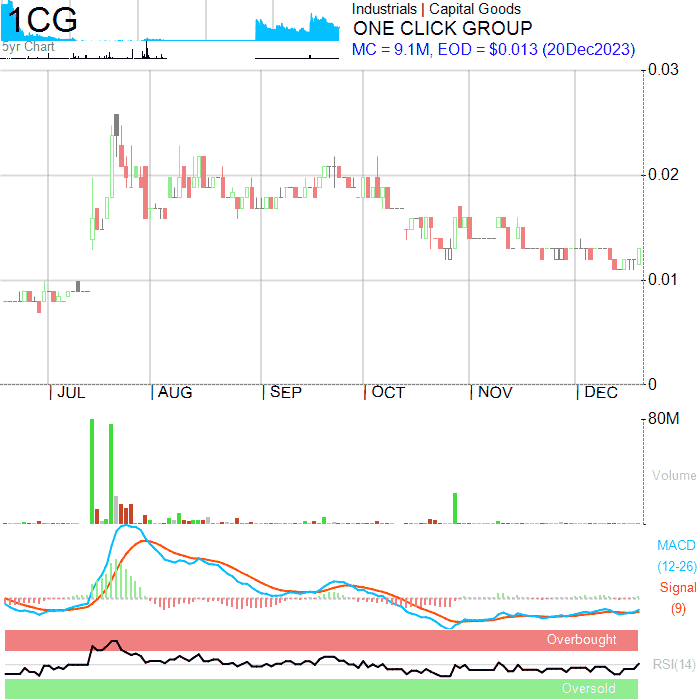 1CG
5yr Chart
Industrials | Capital Goods
ONE CLICK GROUP
MC = 9.1M, EOD = $0.013 (20Dec2023)
0.03
0.02
0.01
0
| JUL | AUG | SEP | OCT | NOV | DEC
80M
Volume
MACD
(12-26)
Signal
(9)
Overbought
RSI(14)
Oversold